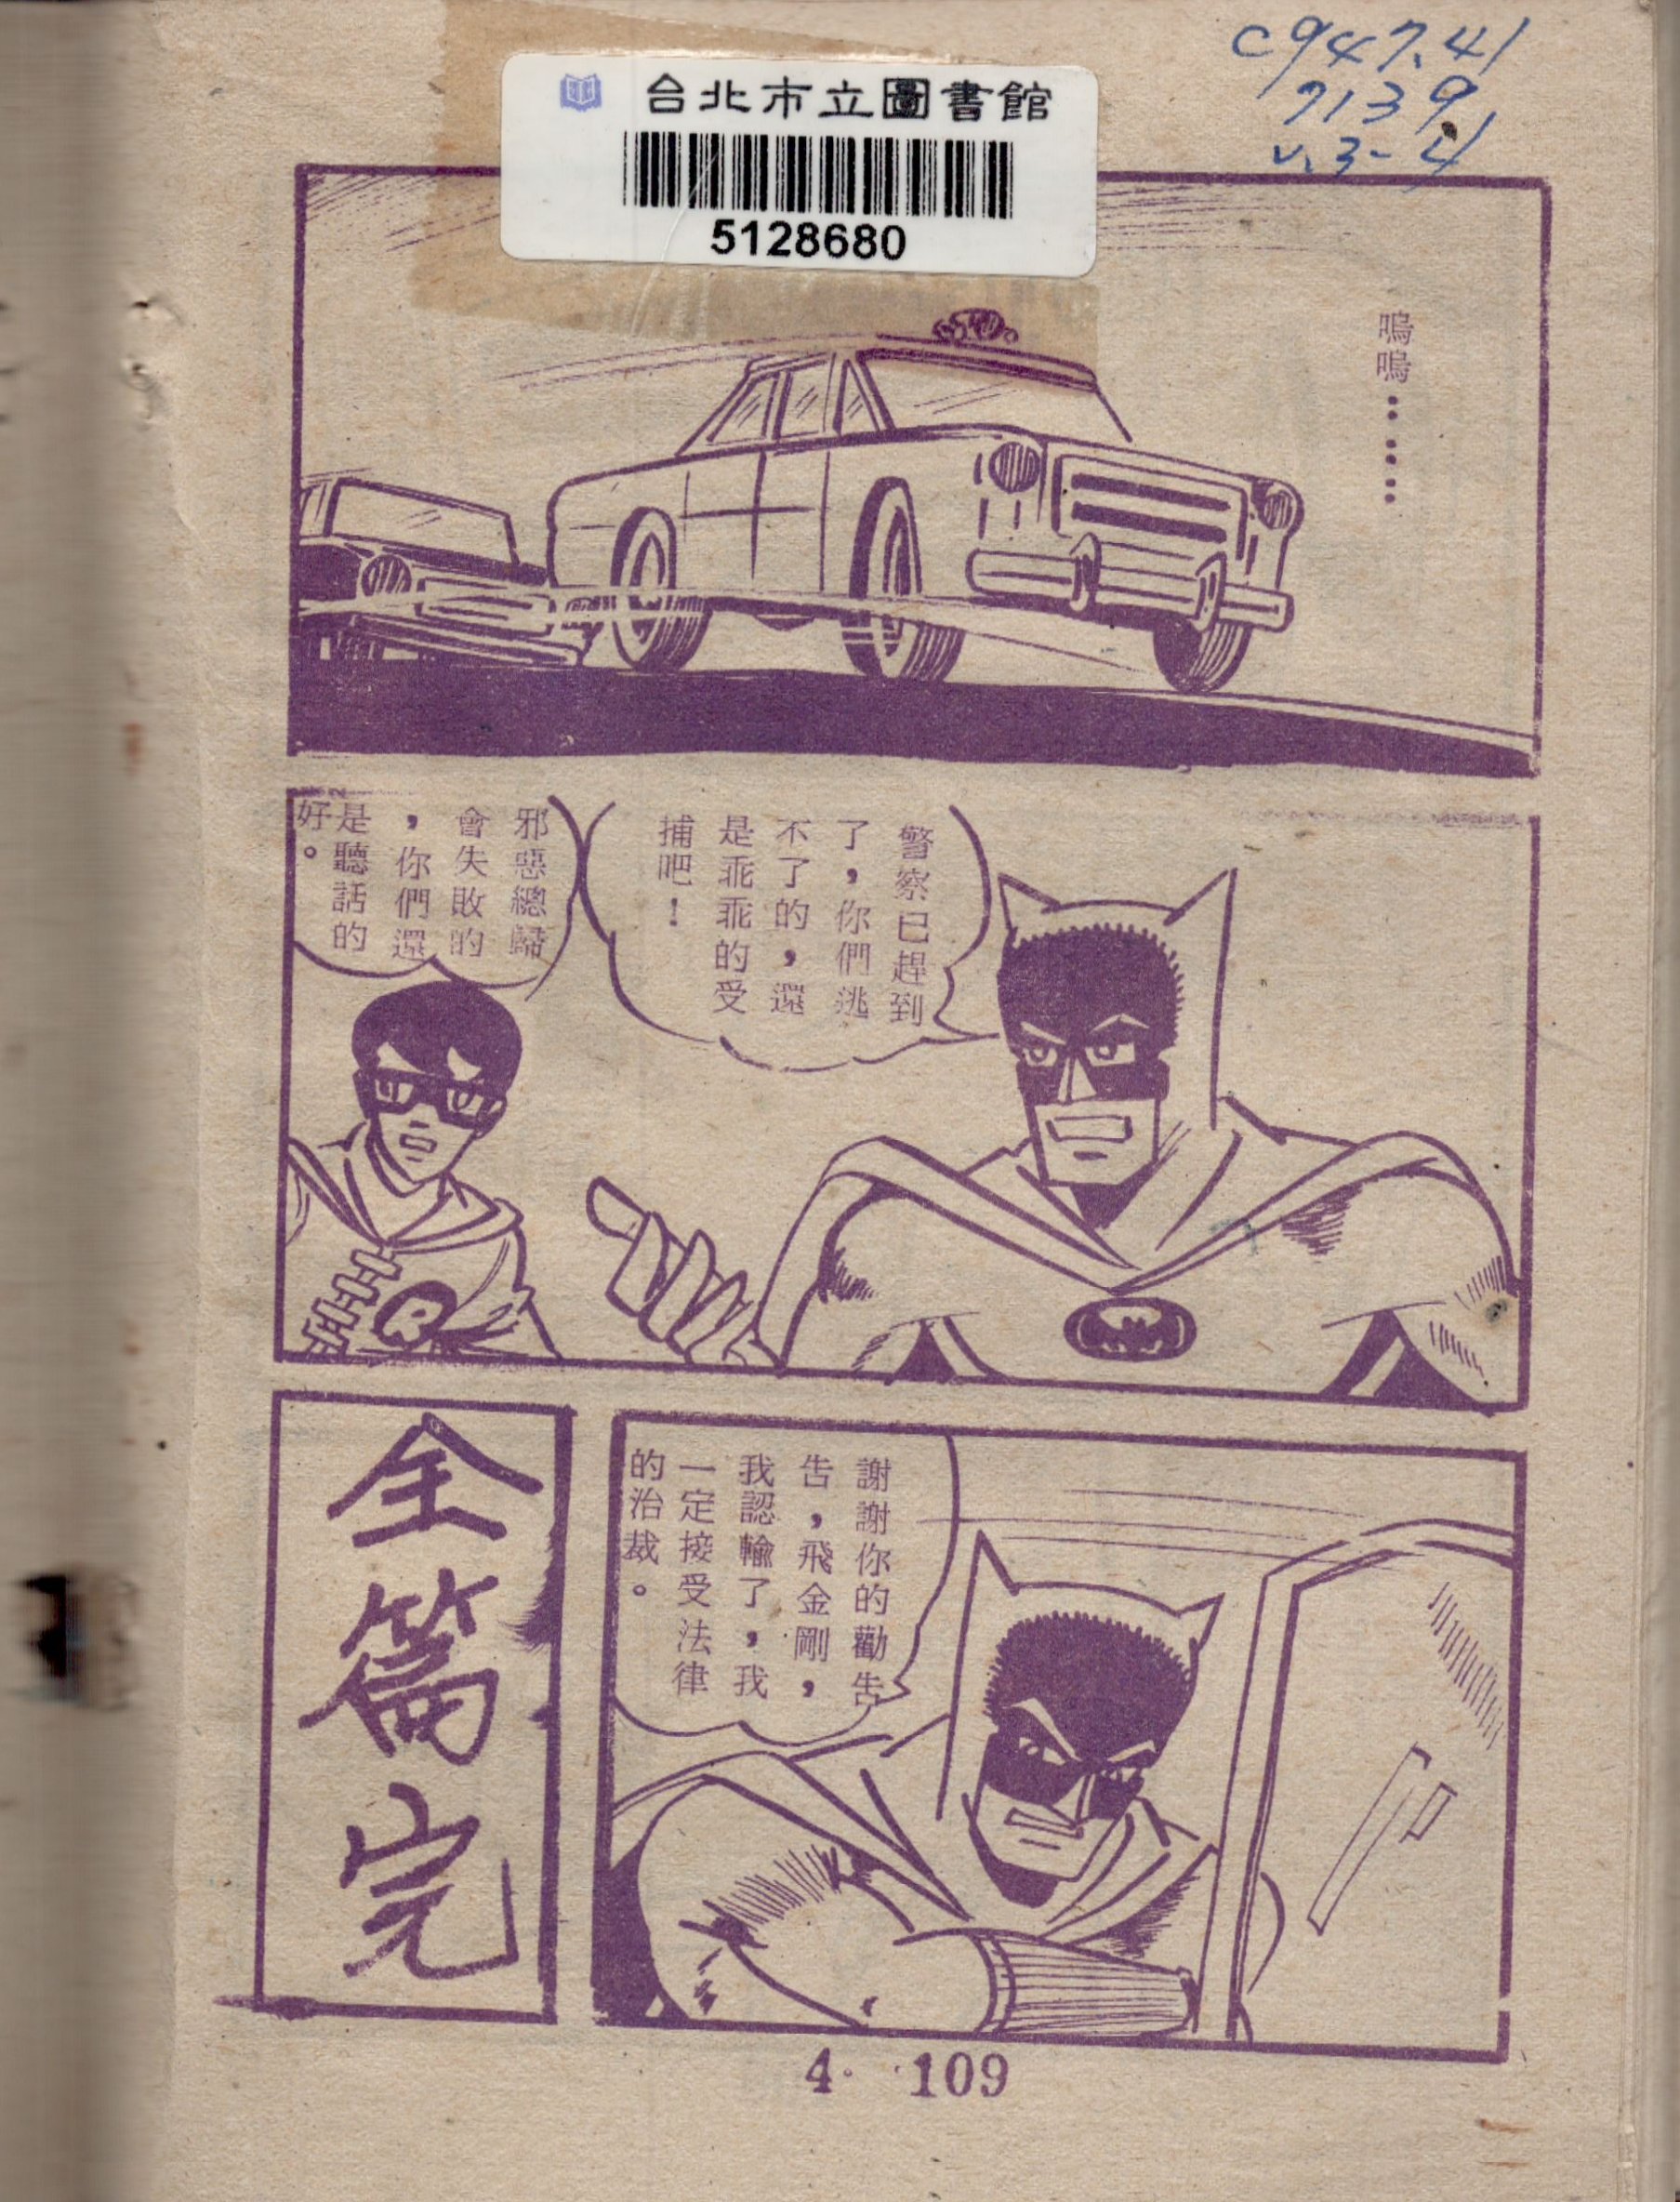 台北市立圖書館
5128680
C947.41
7139
v.3-4
嗚嗚……
警察已趕到
了，你們逃
不了的，還
是乖乖的受
捕吧！
邪惡總歸
會失敗的
，你們還
是聽話的
好。
謝謝你的勸告
告，飛金剛，
我認輸了，我
一定接受法律
的治裁。
全篇完
4 109
R